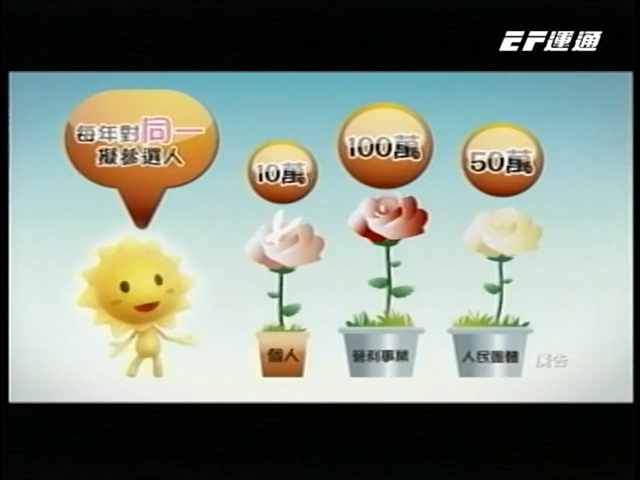 EF運通
每年對同一
擬參選人
10萬
100萬
50萬
個人
營利事業
人民團體
廣告